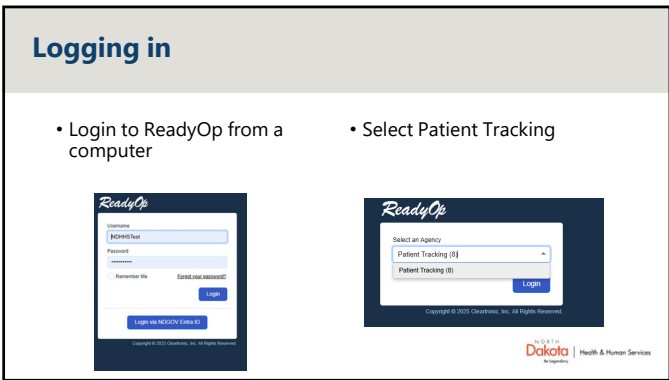 Logging in
• Login to ReadyOp from a
computer
• Select Patient Tracking
ReadyOp
Username
NDHHSTest
Password
••••••••••
Remember Me Forgot your password?
Login
Login via NDGOV Entra ID
Copyright © 2025 Cleartronic, Inc. All Rights Reserved.
ReadyOp
Select an Agency
Patient Tracking (8)
Patient Tracking (8)
Login
Copyright © 2025 Cleartronic, Inc. All Rights Reserved.
NORTH
Dakota | Health & Human Services
Be Legendary.